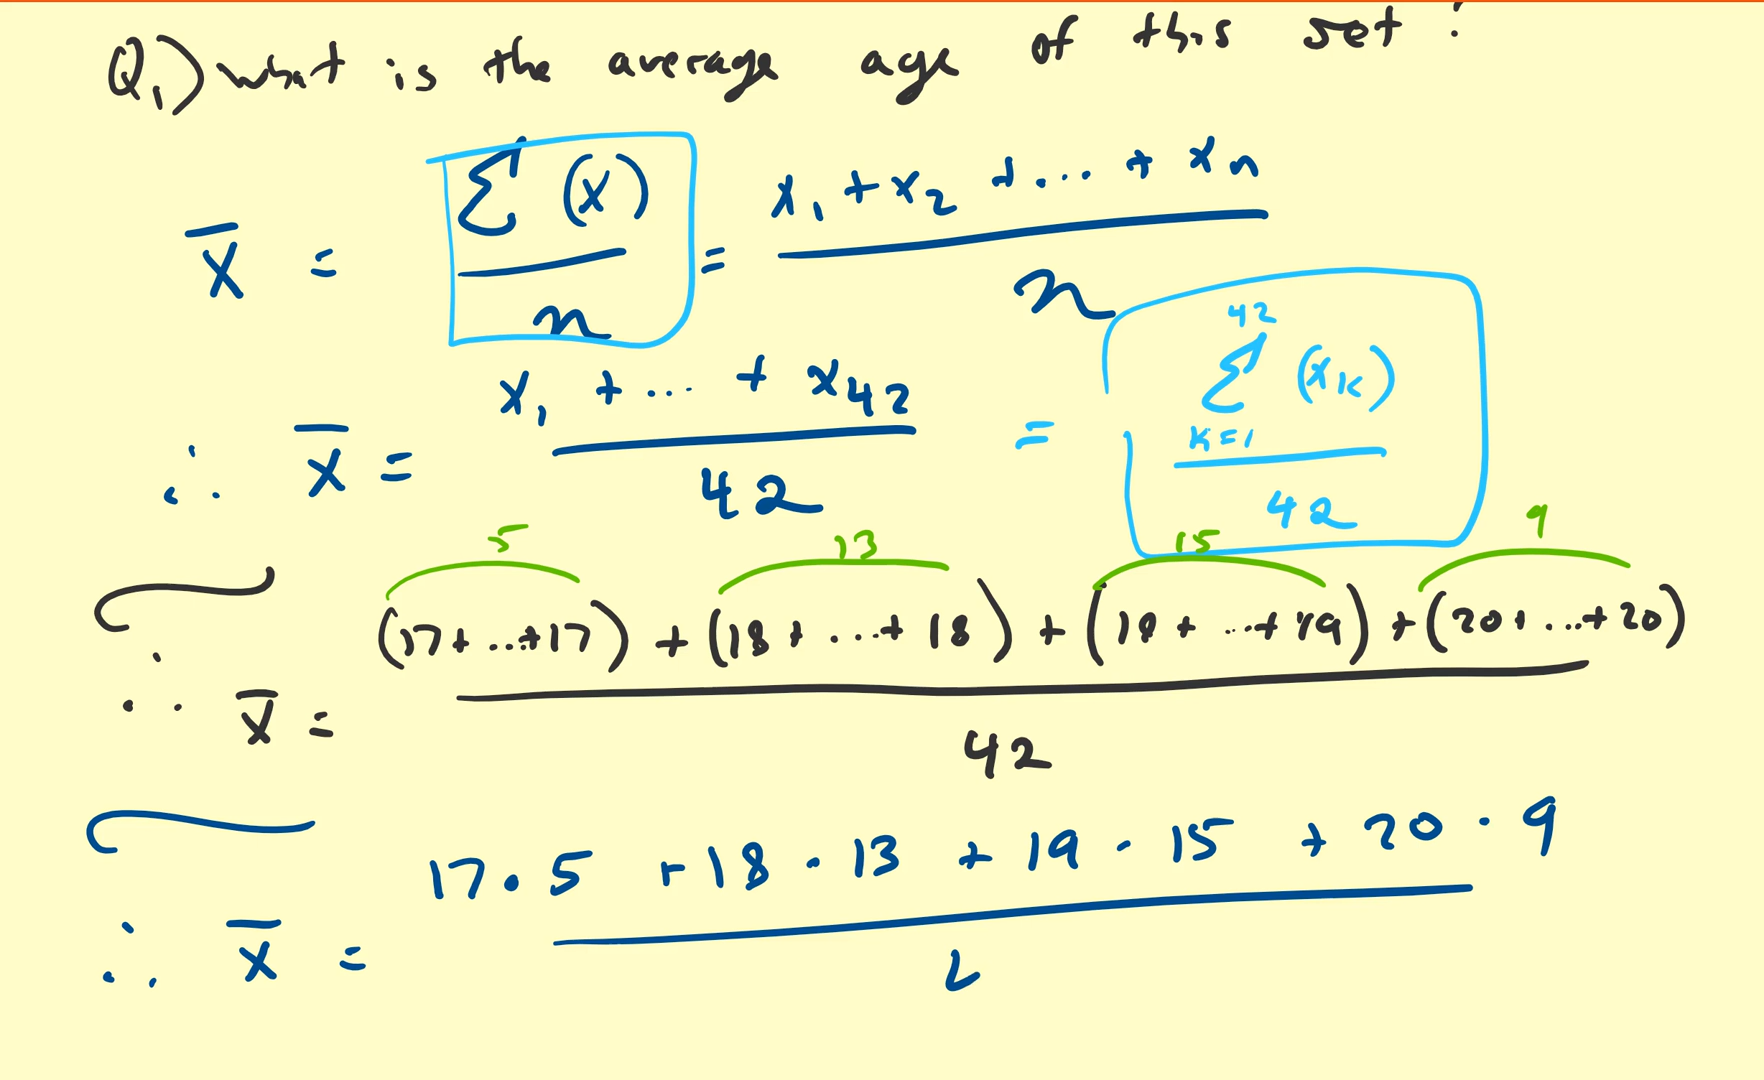 Q1) what is the average age of this set?
x̄ = Σ(x) / n = x₁ + x₂ + ... + xₙ / n
∴ x̄ = x₁ + ... + x₄₂ / 42 = 42 Σ k=1 (xₖ) / 42
5 13 15 9
(17+...+17) + (18+...+18) + (19+...+19) + (20+...+20)
∴ x̄ = 42
17·5 + 18·13 + 19·15 + 20·9
∴ x̄ =